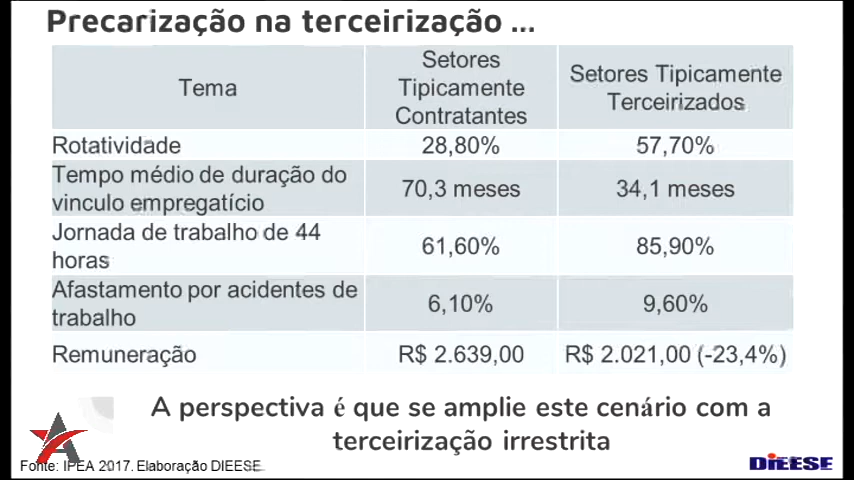 Precarização na terceirização ...
Tema
Setores
Tipicamente
Contratantes
Setores Tipicamente
Terceirizados
Rotatividade
28,80%
57,70%
Tempo médio de duração do
vinculo empregatício
70,3 meses
34,1 meses
Jornada de trabalho de 44
horas
61,60%
85,90%
Afastamento por acidentes de
trabalho
6,10%
9,60%
Remuneração
R$ 2.639,00
R$ 2.021,00 (-23,4%)
A perspectiva é que se amplie este cenário com a
terceirização irrestrita
Fonte: IPEA 2017. Elaboração DIEESE
DIEESE